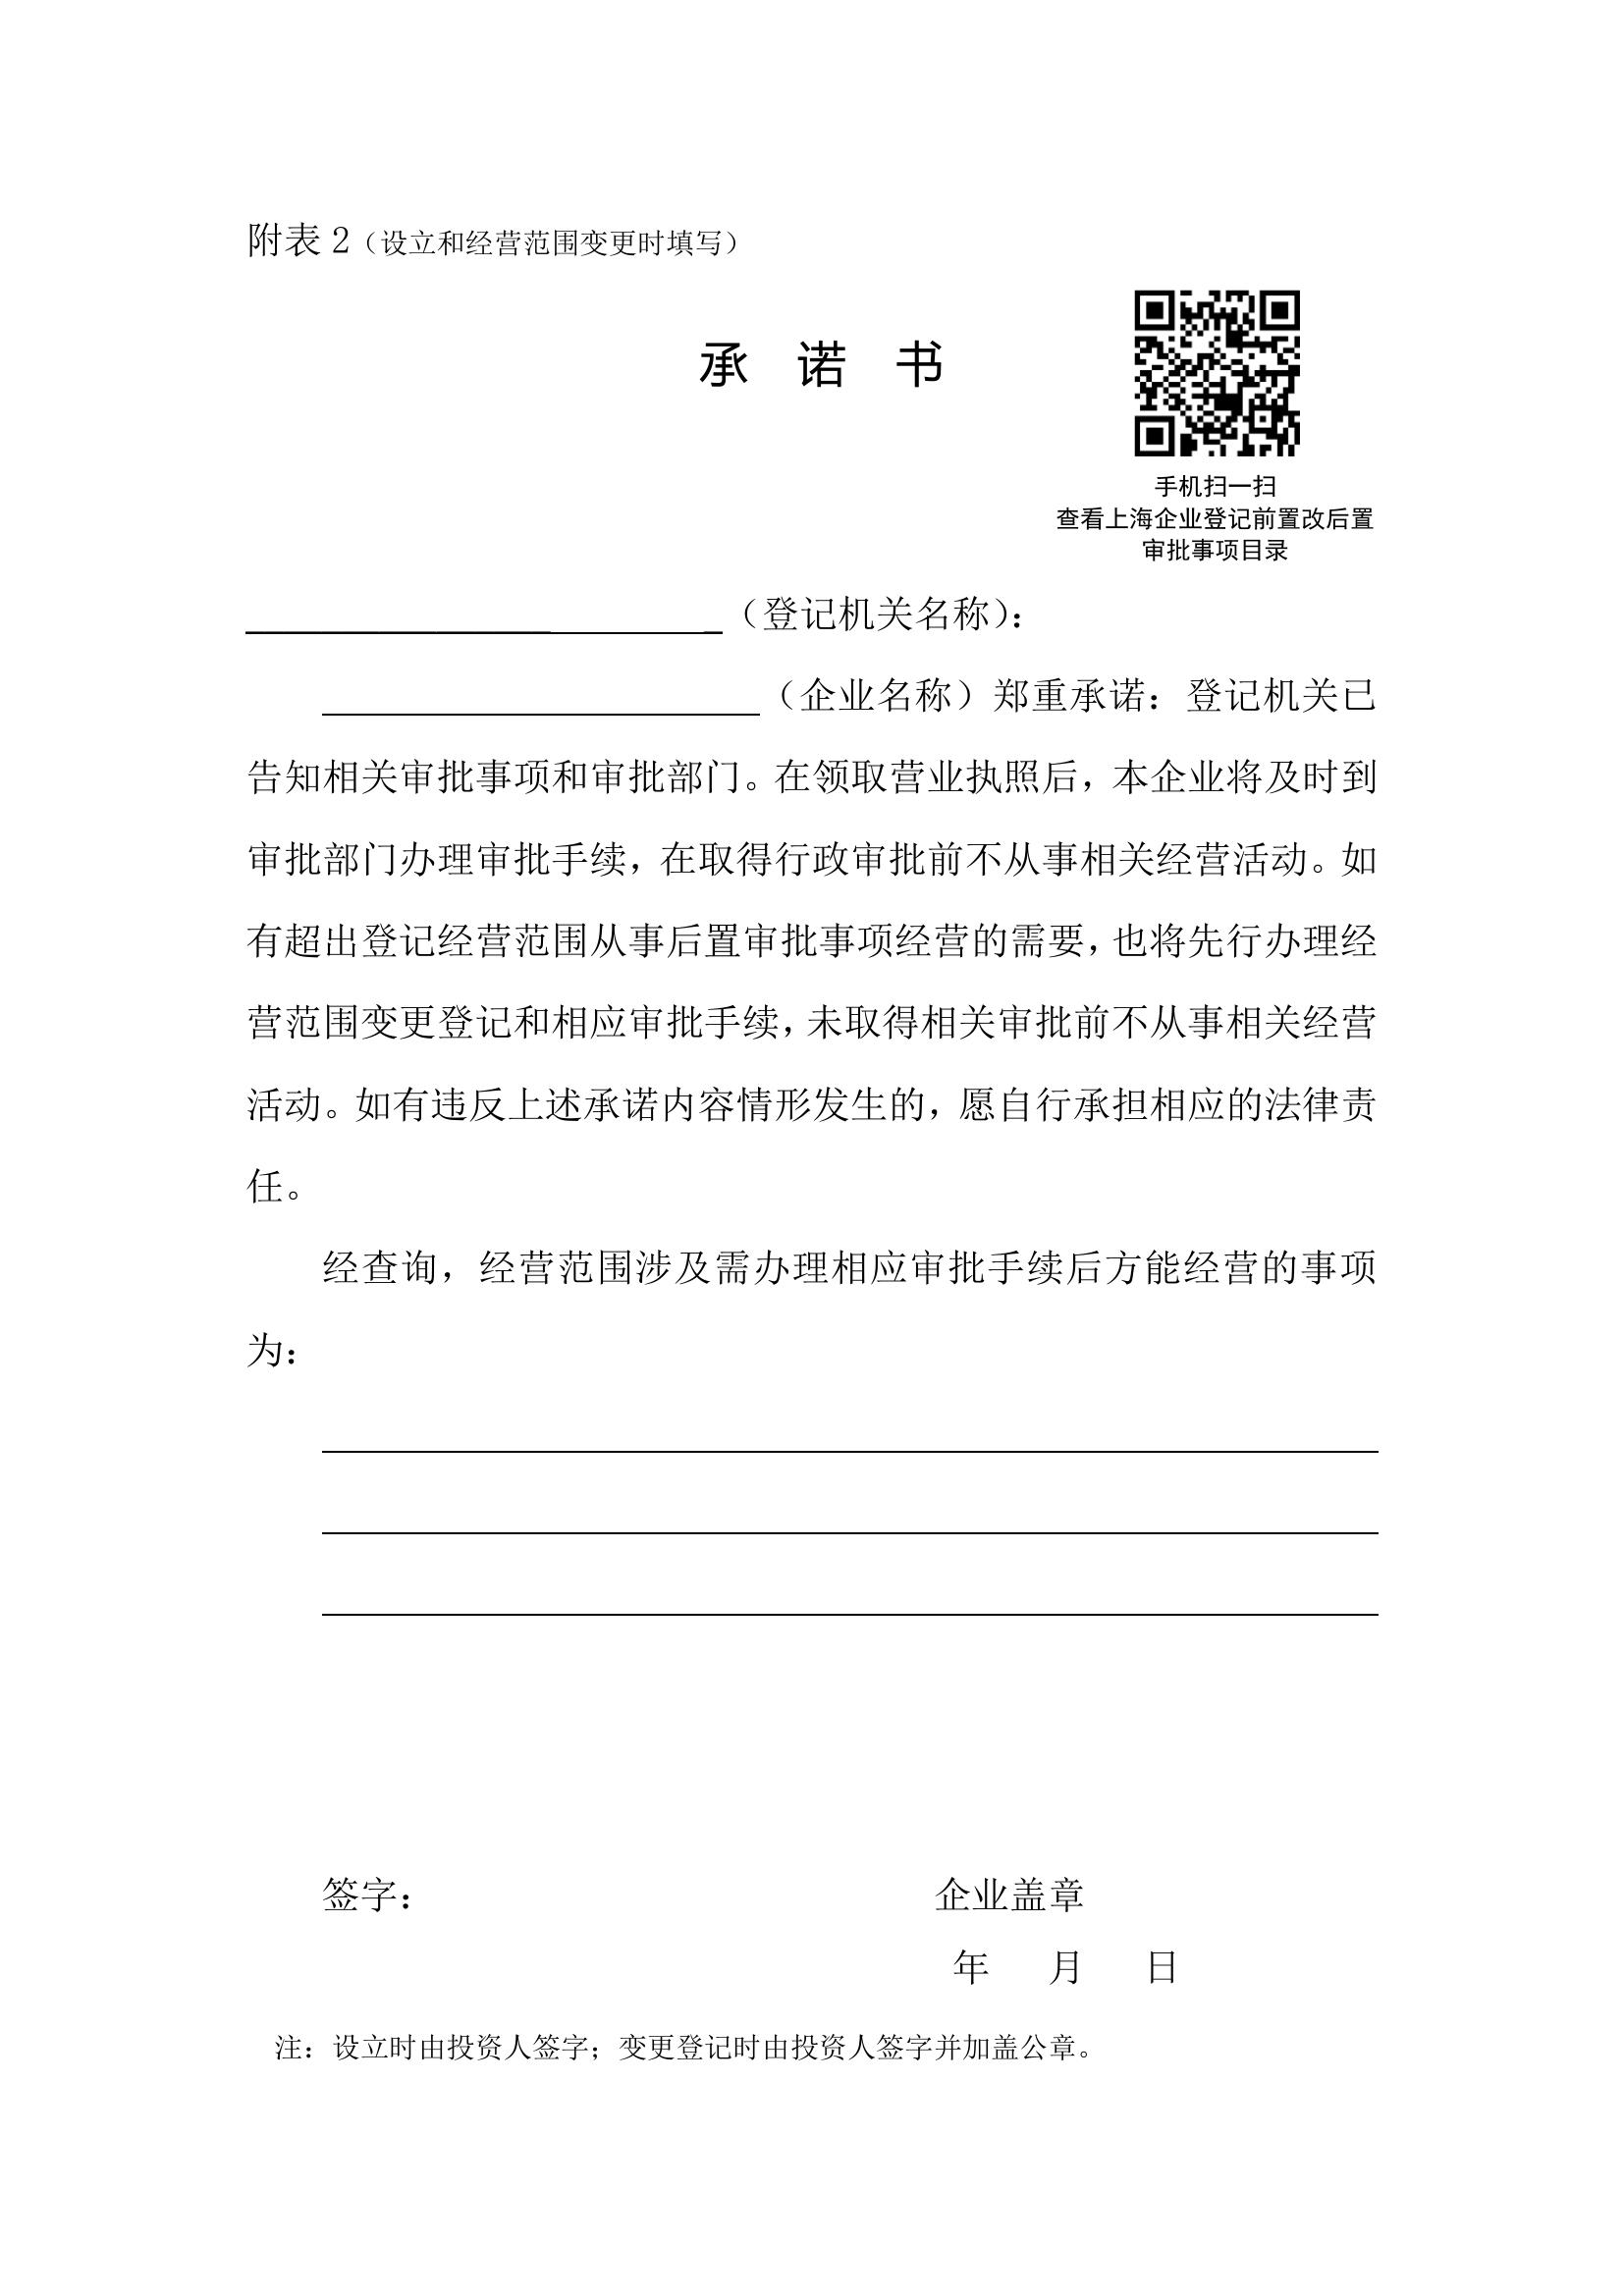 附表 2（设立和经营范围变更时填写）
承 诺 书
手机扫一扫
查看上海企业登记前置改后置
审批事项目录
（登记机关名称）：
（企业名称）郑重承诺：登记机关已
告知相关审批事项和审批部门。在领取营业执照后，本企业将及时到
审批部门办理审批手续，在取得行政审批前不从事相关经营活动。如
有超出登记经营范围从事后置审批事项经营的需要，也将先行办理经
营范围变更登记和相应审批手续，未取得相关审批前不从事相关经营
活动。如有违反上述承诺内容情形发生的，愿自行承担相应的法律责
任。
经查询，经营范围涉及需办理相应审批手续后方能经营的事项
为：
签字： 企业盖章
年 月 日
注：设立时由投资人签字；变更登记时由投资人签字并加盖公章。